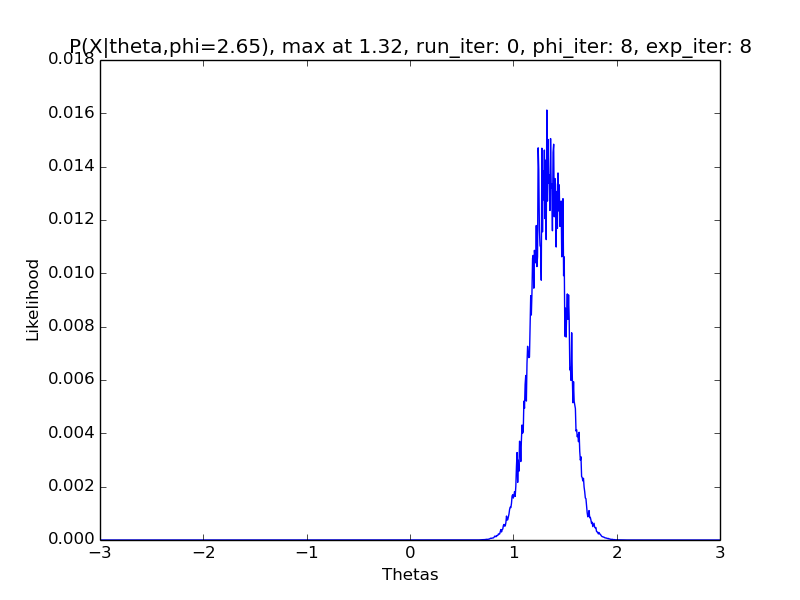 P(X|theta,phi=2.65), max at 1.32, run_iter: 0, phi_iter: 8, exp_iter: 8
0.018
0.016
0.014
0.012
0.010
0.008
0.006
0.004
0.002
0.000
Likelihood
−3 −2 −1 0 1 2 3
Thetas